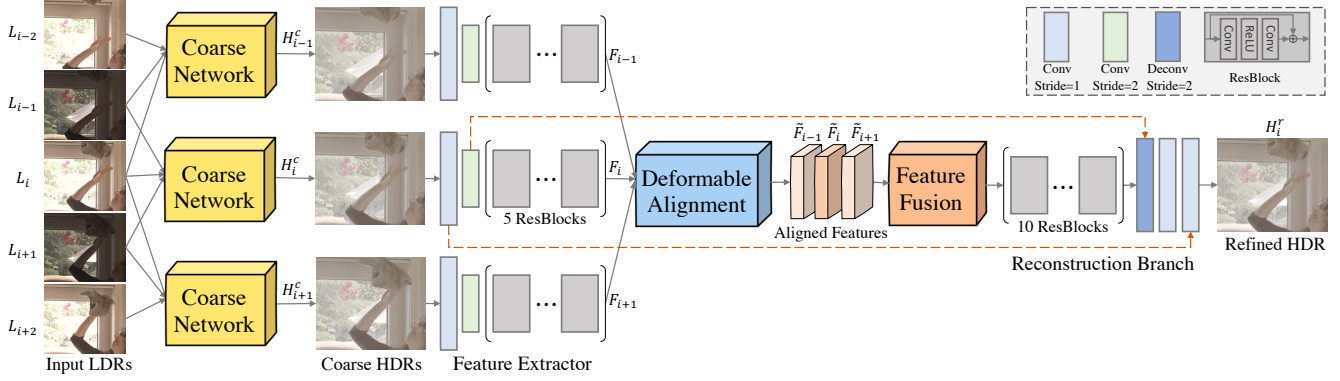 L_{i-2}
L_{i-1}
L_i
L_{i+1}
L_{i+2}
Input LDRs
Coarse
Network
Coarse
Network
Coarse
Network
H^c_{i-1}
H^c_i
H^c_{i+1}
Coarse HDRs
5 ResBlocks
Feature Extractor
F_{i-1}
F_i
F_{i+1}
Deformable
Alignment
F̃_{i-1} F̃_i F̃_{i+1}
Aligned Features
Feature
Fusion
10 ResBlocks
Reconstruction Branch
H^r_i
Refined HDR
Conv
Stride=1
Conv
Stride=2
Deconv
Stride=2
Conv
ReLU
Conv
ResBlock